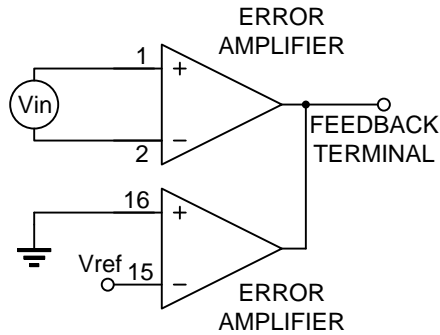 ERROR
AMPLIFIER
1
+
Vin
−
2
FEEDBACK
TERMINAL
16
+
Vref
15
−
ERROR
AMPLIFIER